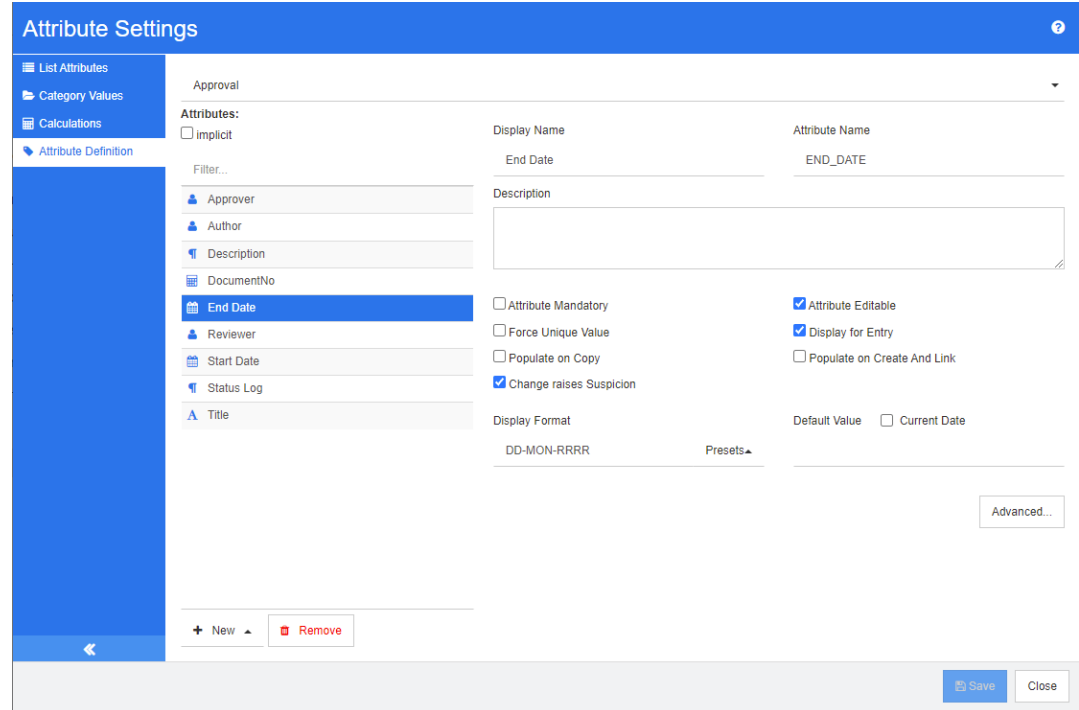 Attribute Settings
List Attributes
Category Values
Calculations
Attribute Definition
Approval
Attributes:
implicit
Filter...
Approver
Author
Description
DocumentNo
End Date
Reviewer
Start Date
Status Log
Title
New
Remove
Display Name
Attribute Name
End Date
END_DATE
Description
Attribute Mandatory
Attribute Editable
Force Unique Value
Display for Entry
Populate on Copy
Populate on Create And Link
Change raises Suspicion
Display Format
Default Value
Current Date
DD-MON-RRRR
Presets
Advanced...
Save
Close